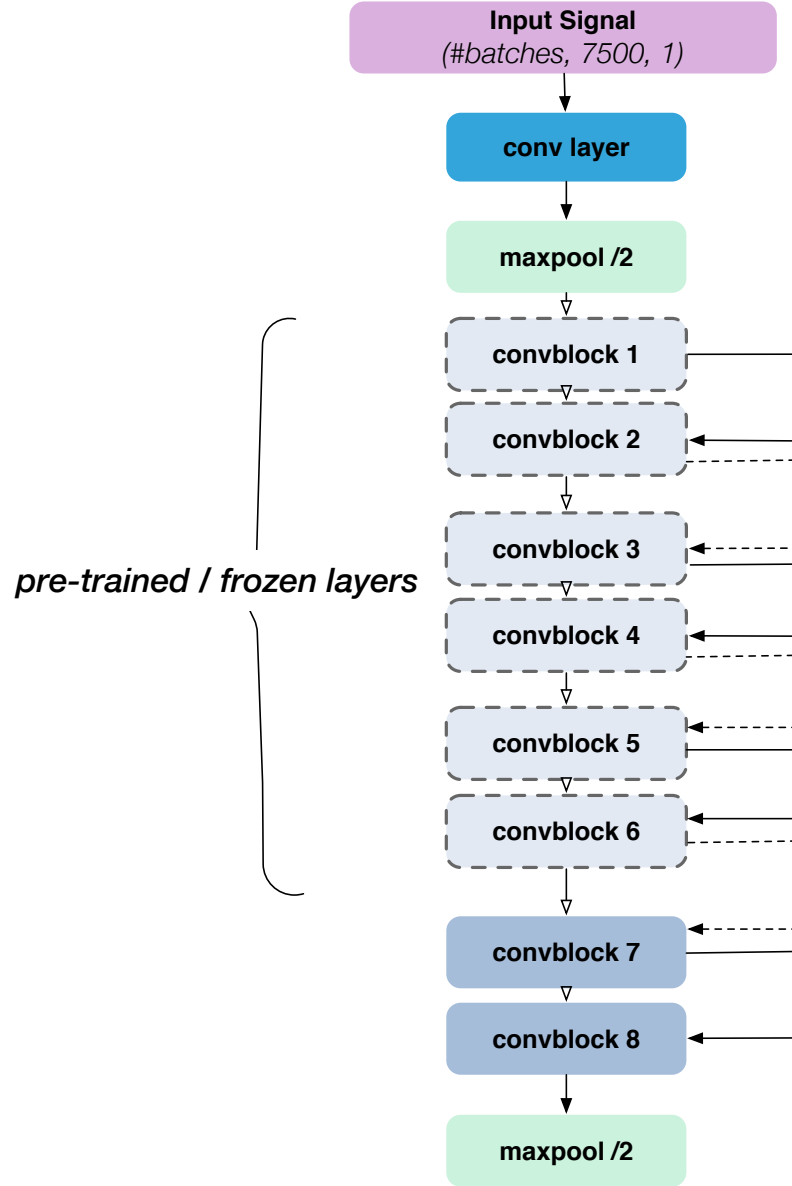 Input Signal
(#batches, 7500, 1)
conv layer
maxpool /2
convblock 1
convblock 2
convblock 3
pre-trained / frozen layers
convblock 4
convblock 5
convblock 6
convblock 7
convblock 8
maxpool /2